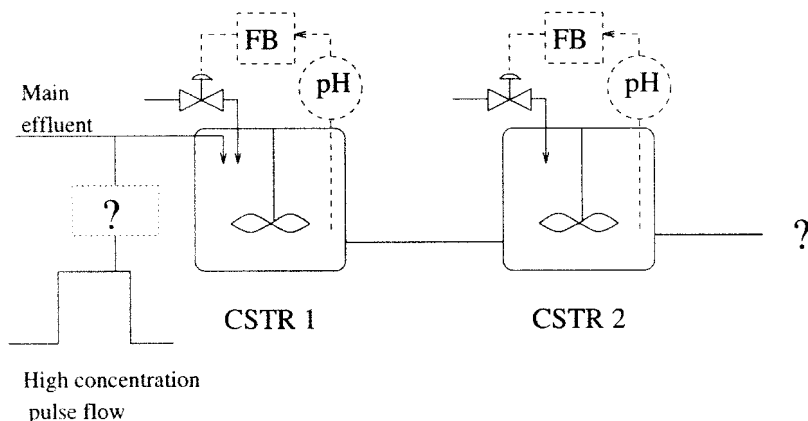 FB
FB
pH
pH
Main
effluent
?
?
CSTR 1
CSTR 2
High concentration
pulse flow